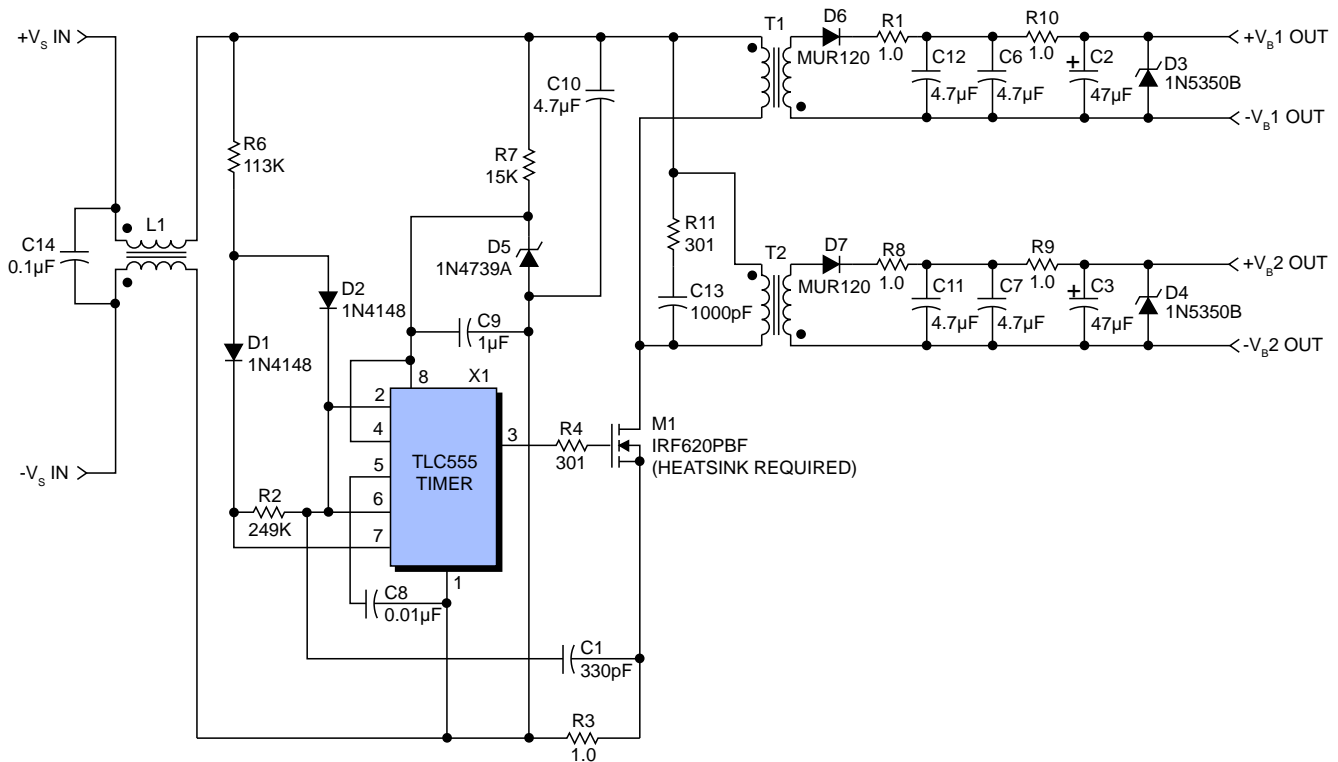 +Vs IN
C14
0.1µF
L1
-Vs IN
R6
113K
D1
1N4148
D2
1N4148
R2
249K
R7
15K
D5
1N4739A
C10
4.7µF
C9
1µF
X1
8
2
4
5
6
7
3
1
TLC555
TIMER
C8
0.01µF
C1
330pF
R3
1.0
R4
301
M1
IRF620PBF
(HEATSINK REQUIRED)
R11
301
C13
1000pF
T1
D6
MUR120
R1
1.0
C12
4.7µF
C6
4.7µF
R10
1.0
+
C2
47µF
D3
1N5350B
+VB1 OUT
-VB1 OUT
T2
D7
MUR120
R8
1.0
C11
4.7µF
C7
4.7µF
R9
1.0
+
C3
47µF
D4
1N5350B
+VB2 OUT
-VB2 OUT